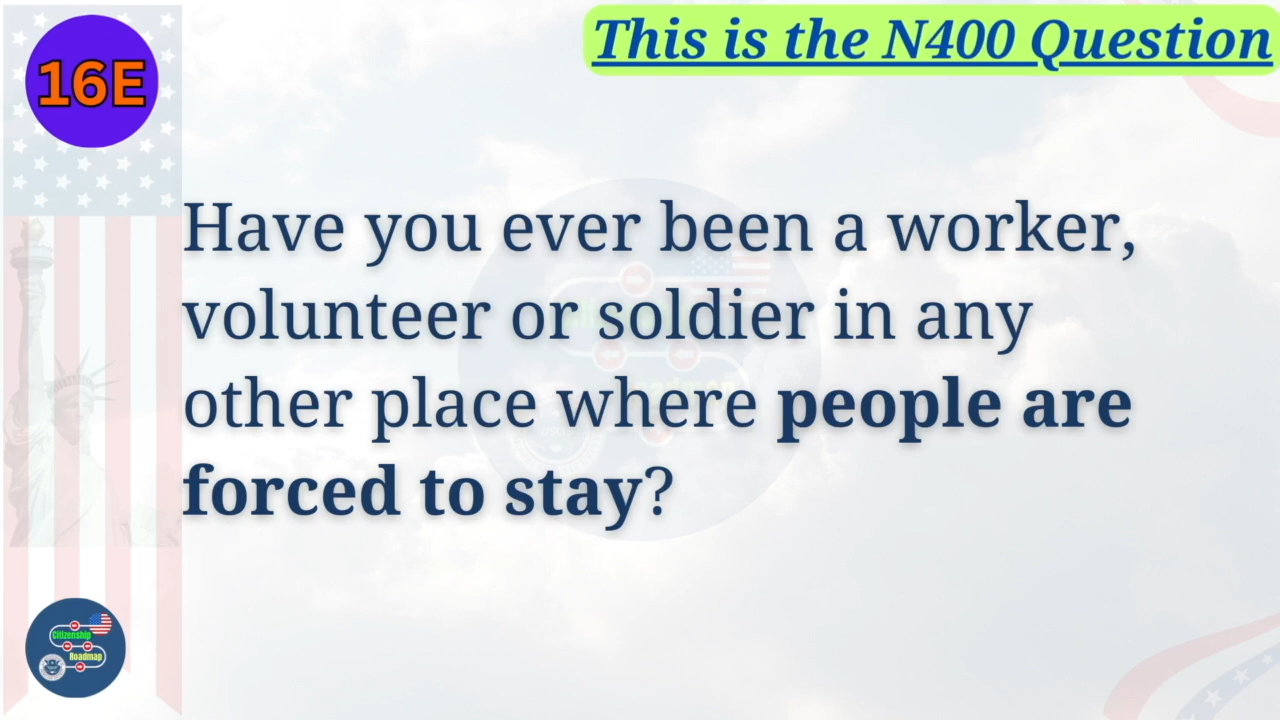 16E
This is the N400 Question
Have you ever been a worker,
volunteer or soldier in any
other place where people are
forced to stay?
Citizenship
Roadmap